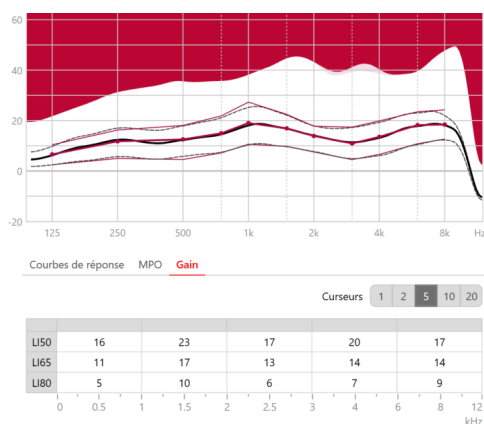 60
40
20
0
-20
125 250 500 1k 2k 4k 8k Hz
Courbes de réponse MPO Gain
Curseurs 1 2 5 10 20
LI50 16 23 17 20 17
LI65 11 17 13 14 14
LI80 5 10 6 7 9
0 0.5 1 1.5 2 2.5 3 4 6 8 12
kHz